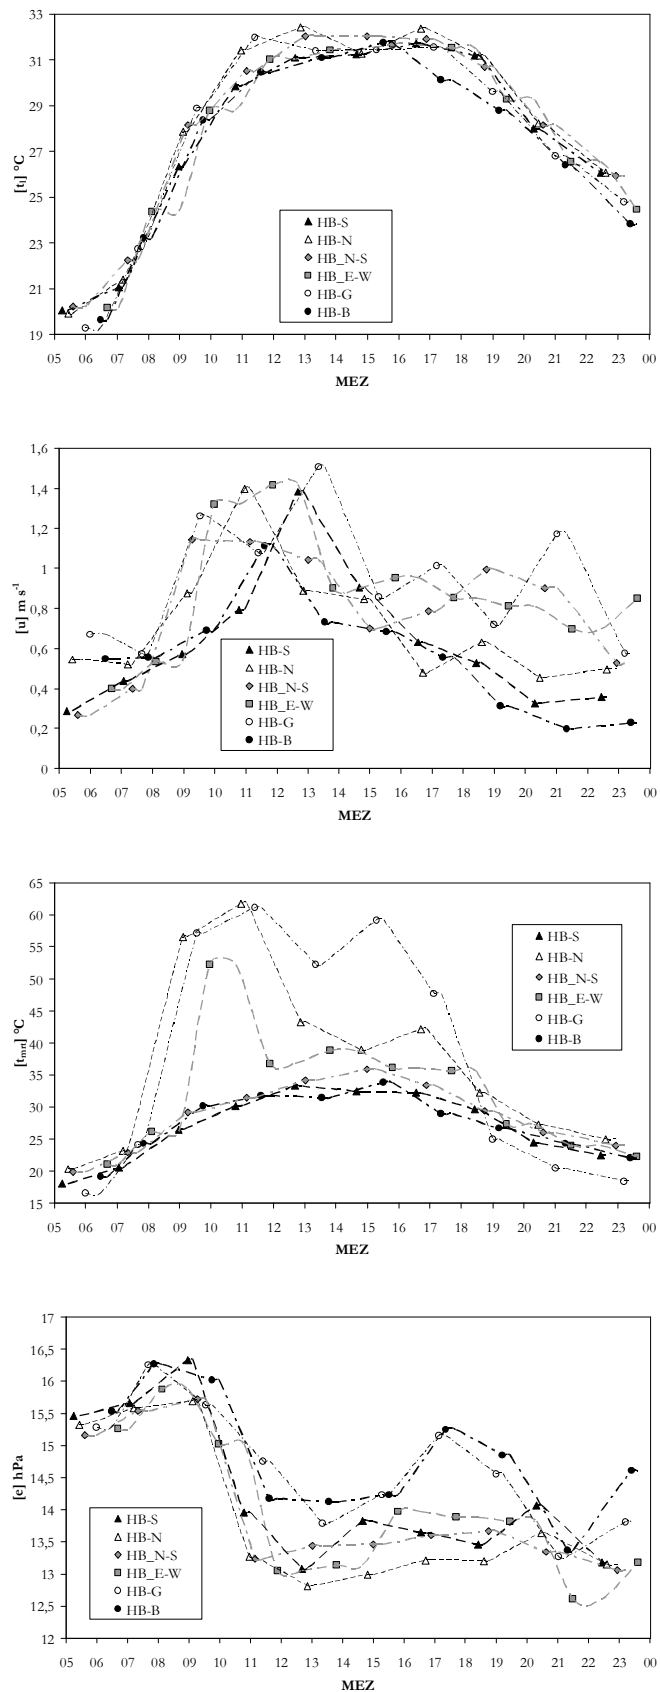 33
31
29
27
25
23
21
19
[tₗ] °C
HB-S
HB-N
HB_N-S
HB_E-W
HB-G
HB-B
05 06 07 08 09 10 11 12 13 14 15 16 17 18 19 20 21 22 23 00
MEZ
1,6
1,4
1,2
1
0,8
0,6
0,4
0,2
0
[u] m s⁻¹
HB-S
HB-N
HB_N-S
HB_E-W
HB-G
HB-B
05 06 07 08 09 10 11 12 13 14 15 16 17 18 19 20 21 22 23 00
MEZ
65
60
55
50
45
40
35
30
25
20
15
[tₘᵣₜ] °C
HB-S
HB-N
HB_N-S
HB_E-W
HB-G
HB-B
05 06 07 08 09 10 11 12 13 14 15 16 17 18 19 20 21 22 23 00
MEZ
17
16,5
16
15,5
15
14,5
14
13,5
13
12,5
12
[e] hPa
HB-S
HB-N
HB_N-S
HB_E-W
HB-G
HB-B
05 06 07 08 09 10 11 12 13 14 15 16 17 18 19 20 21 22 23 00
MEZ